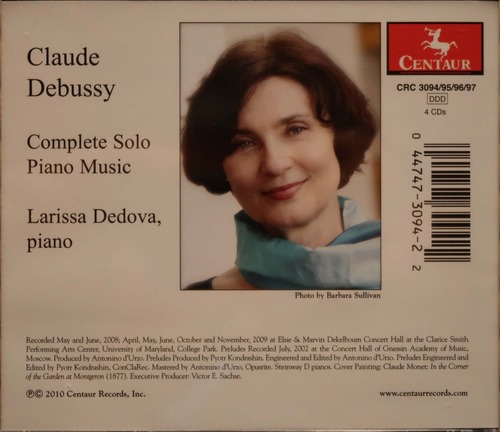 Claude
Debussy
Complete Solo
Piano Music
Larissa Dedova,
piano
CENTAUR
CRC 3094/95/96/97
DDD
4 CDs
0 44747-3094-2 2
Photo by Barbara Sullivan
Recorded May and June, 2008; April, May, June, October and November, 2009 at Elsie & Marvin Dekelboum Concert Hall at the Clarice Smith
Performing Arts Center, University of Maryland, College Park. Preludes Recorded July, 2002 at the Concert Hall of Gnessin Academy of Music,
Moscow. Produced by Antonino d'Urzo. Preludes Produced by Pyotr Kondrashin. Engineered and Edited by Antonino d'Urzo. Preludes Engineered and
Edited by Pyotr Kondrashin, ConClaRec. Mastered by Antonino d'Urzo, Opusrite. Steinway D pianos. Cover Painting: Claude Monet: In the Corner
of the Garden at Montgeron (1877). Executive Producer: Victor E. Sachse.
℗© 2010 Centaur Records, Inc.
www.centaurrecords.com